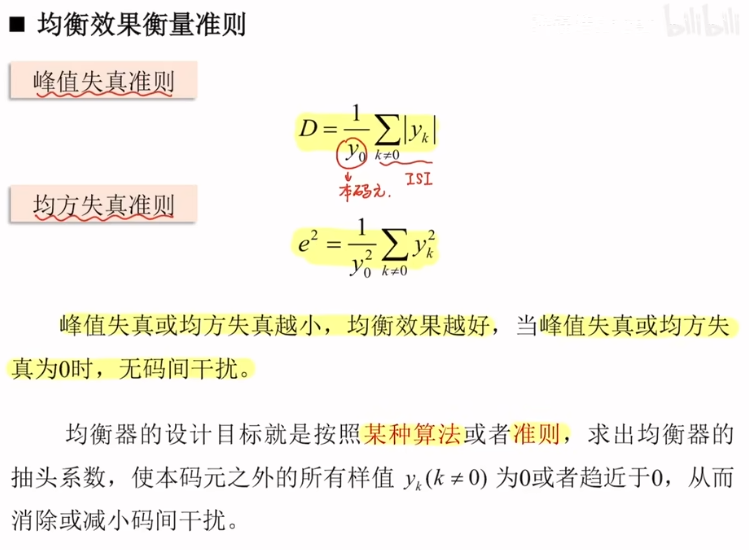 ■ 均衡效果衡量准则
bilibili
峰值失真准则
D = \frac{1}{y_0} \sum_{k \neq 0} |y_k|
本码元.
ISI
均方失真准则
e^2 = \frac{1}{y_0^2} \sum_{k \neq 0} y_k^2
峰值失真或均方失真越小，均衡效果越好，当峰值失真或均方失
真为0时，无码间干扰。
均衡器的设计目标就是按照某种算法或者准则，求出均衡器的
抽头系数，使本码元之外的所有样值 y_k (k ≠ 0) 为0或者趋近于0，从而
消除或减小码间干扰。